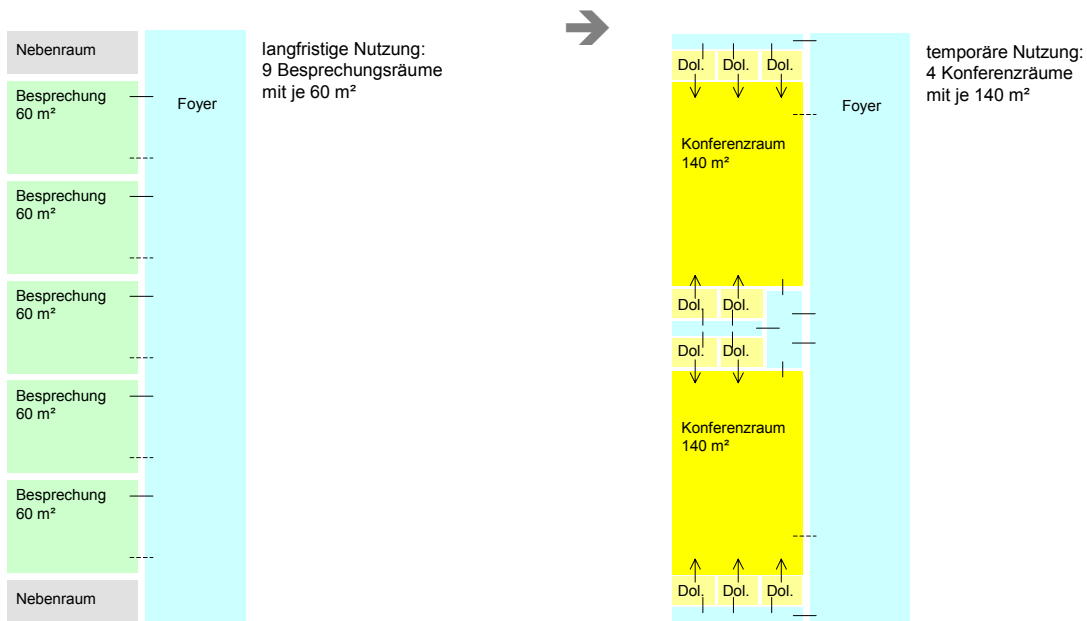 Nebenraum
Besprechung
60 m²
Besprechung
60 m²
Besprechung
60 m²
Besprechung
60 m²
Besprechung
60 m²
Nebenraum
Foyer
langfristige Nutzung:
9 Besprechungsräume
mit je 60 m²
Dol. Dol. Dol.
Konferenzraum
140 m²
Dol. Dol.
Dol. Dol.
Konferenzraum
140 m²
Dol. Dol. Dol.
Foyer
temporäre Nutzung:
4 Konferenzräume
mit je 140 m²